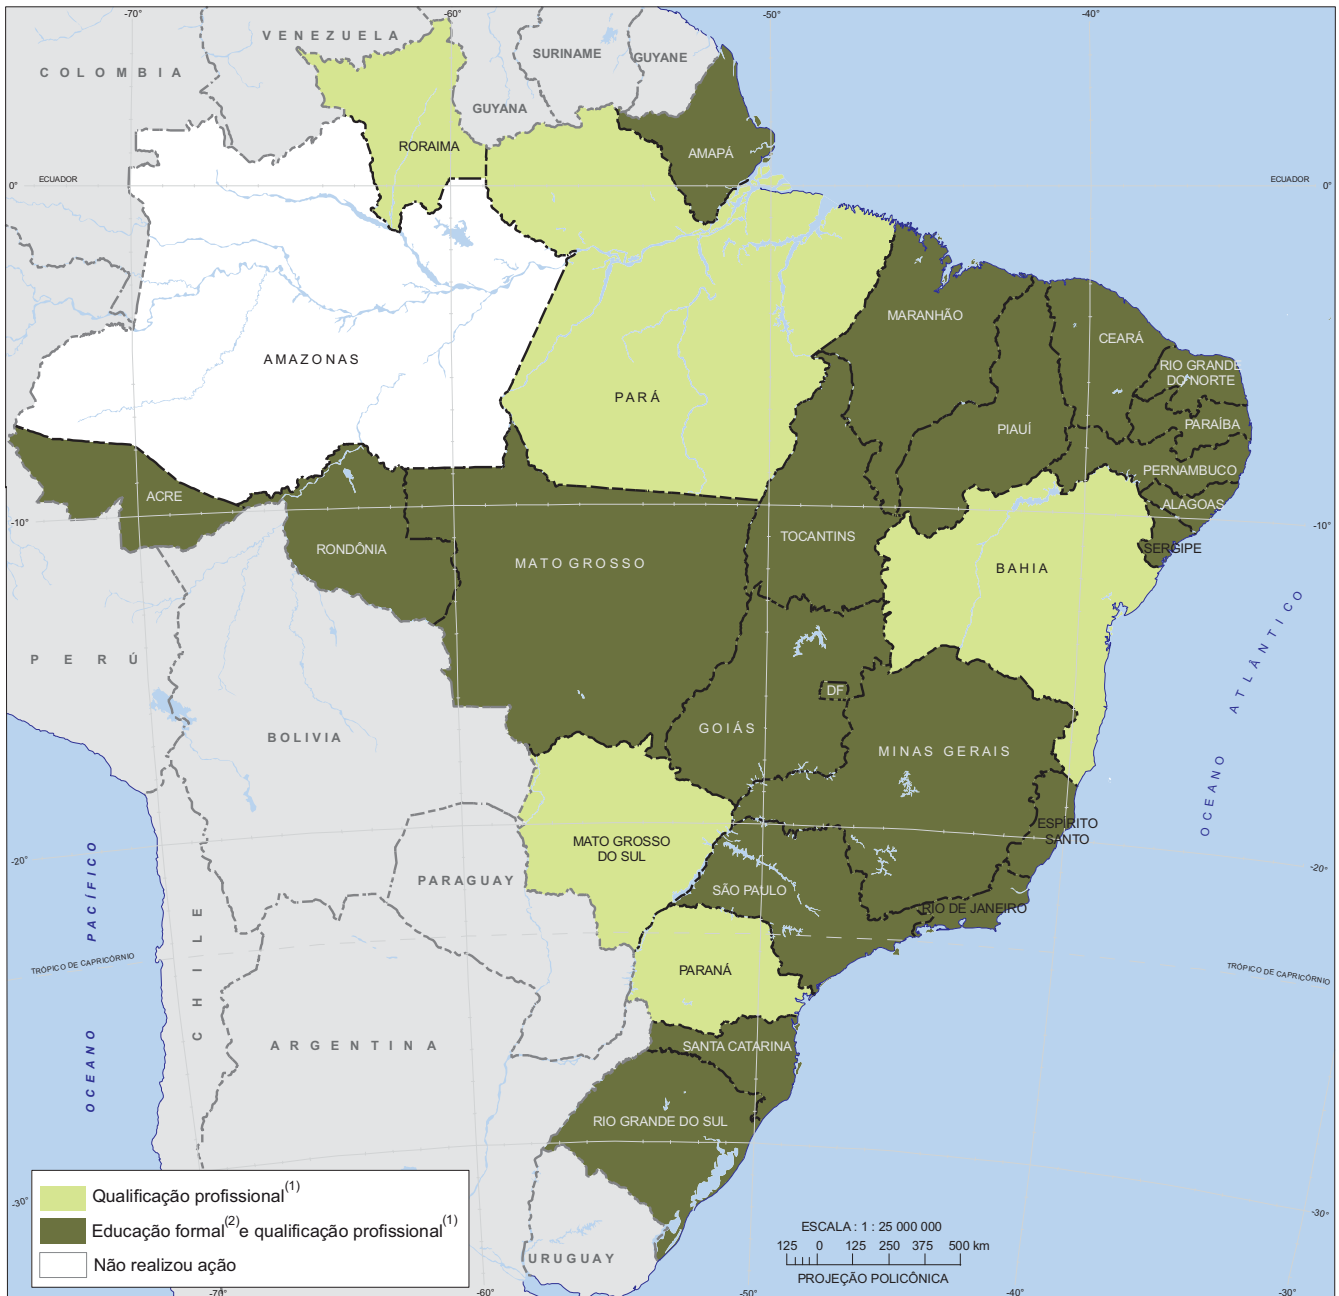 -70°
-60°
-50°
-40°
VENEZUELA
SURINAME
GUYANE
COLOMBIA
GUYANA
RORAIMA
AMAPÁ
0°
ECUADOR
ECUADOR
0°
MARANHÃO
CEARÁ
AMAZONAS
RIO GRANDE
DO NORTE
PARÁ
PIAUÍ
PARAÍBA
PERNAMBUCO
ACRE
ALAGOAS
-10°
-10°
TOCANTINS
RONDÔNIA
SERGIPE
MATO GROSSO
BAHIA
PERÚ
OCEANO ATLÂNTICO
DF
GOIÁS
BOLIVIA
MINAS GERAIS
ESPÍRITO
SANTO
MATO GROSSO
DO SUL
-20°
-20°
PARAGUAY
SÃO PAULO
RIO DE JANEIRO
OCEANO PACÍFICO
CHILE
TRÓPICO DE CAPRICÓRNIO
TRÓPICO DE CAPRICÓRNIO
PARANÁ
ARGENTINA
SANTA CATARINA
RIO GRANDE DO SUL
Qualificação profissional(1)
-30°
-30°
Educação formal(2)e qualificação profissional(1)
ESCALA : 1 : 25 000 000
125 0 125 250 375 500 km
URUGUAY
Não realizou ação
PROJEÇÃO POLICÔNICA
-70°
-60°
-50°
-40°
-30°